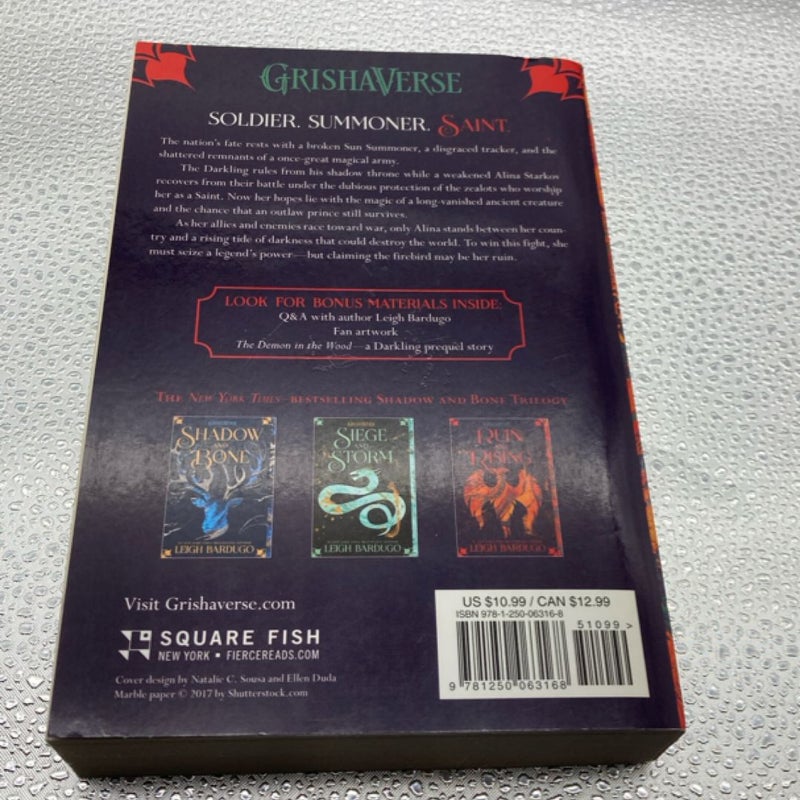 GRISHAVERSE
SOLDIER. SUMMONER. SAINT.
The nation's fate rests with a broken Sun Summoner, a disgraced tracker, and the
shattered remnants of a once-great magical army.
The Darkling rules from his shadow throne while a weakened Alina Starkov
recovers from their battle under the dubious protection of the zealots who worship
her as a Saint. Now her hopes lie with the magic of a long-vanished ancient creature
and the chance that an outlaw prince still survives.
As her allies and enemies race toward war, only Alina stands between her coun-
try and a rising tide of darkness that could destroy the world. To win this fight, she
must seize a legend's power—but claiming the firebird may be her ruin.
LOOK FOR BONUS MATERIALS INSIDE:
Q&A with author Leigh Bardugo
Fan artwork
The Demon in the Wood—a Darkling prequel story
THE NEW YORK TIMES–BESTSELLING SHADOW AND BONE TRILOGY
SHADOW
AND
BONE
LEIGH BARDUGO
SIEGE
AND
STORM
LEIGH BARDUGO
RUIN
AND
RISING
LEIGH BARDUGO
Visit Grishaverse.com
SQUARE FISH
NEW YORK • FIERCEREADS.COM
Cover design by Natalie C. Sousa and Ellen Duda
Marble paper © 2017 by Shutterstock.com
US $10.99 / CAN $12.99
ISBN 978-1-250-06316-8
51099>
9 781250 063168